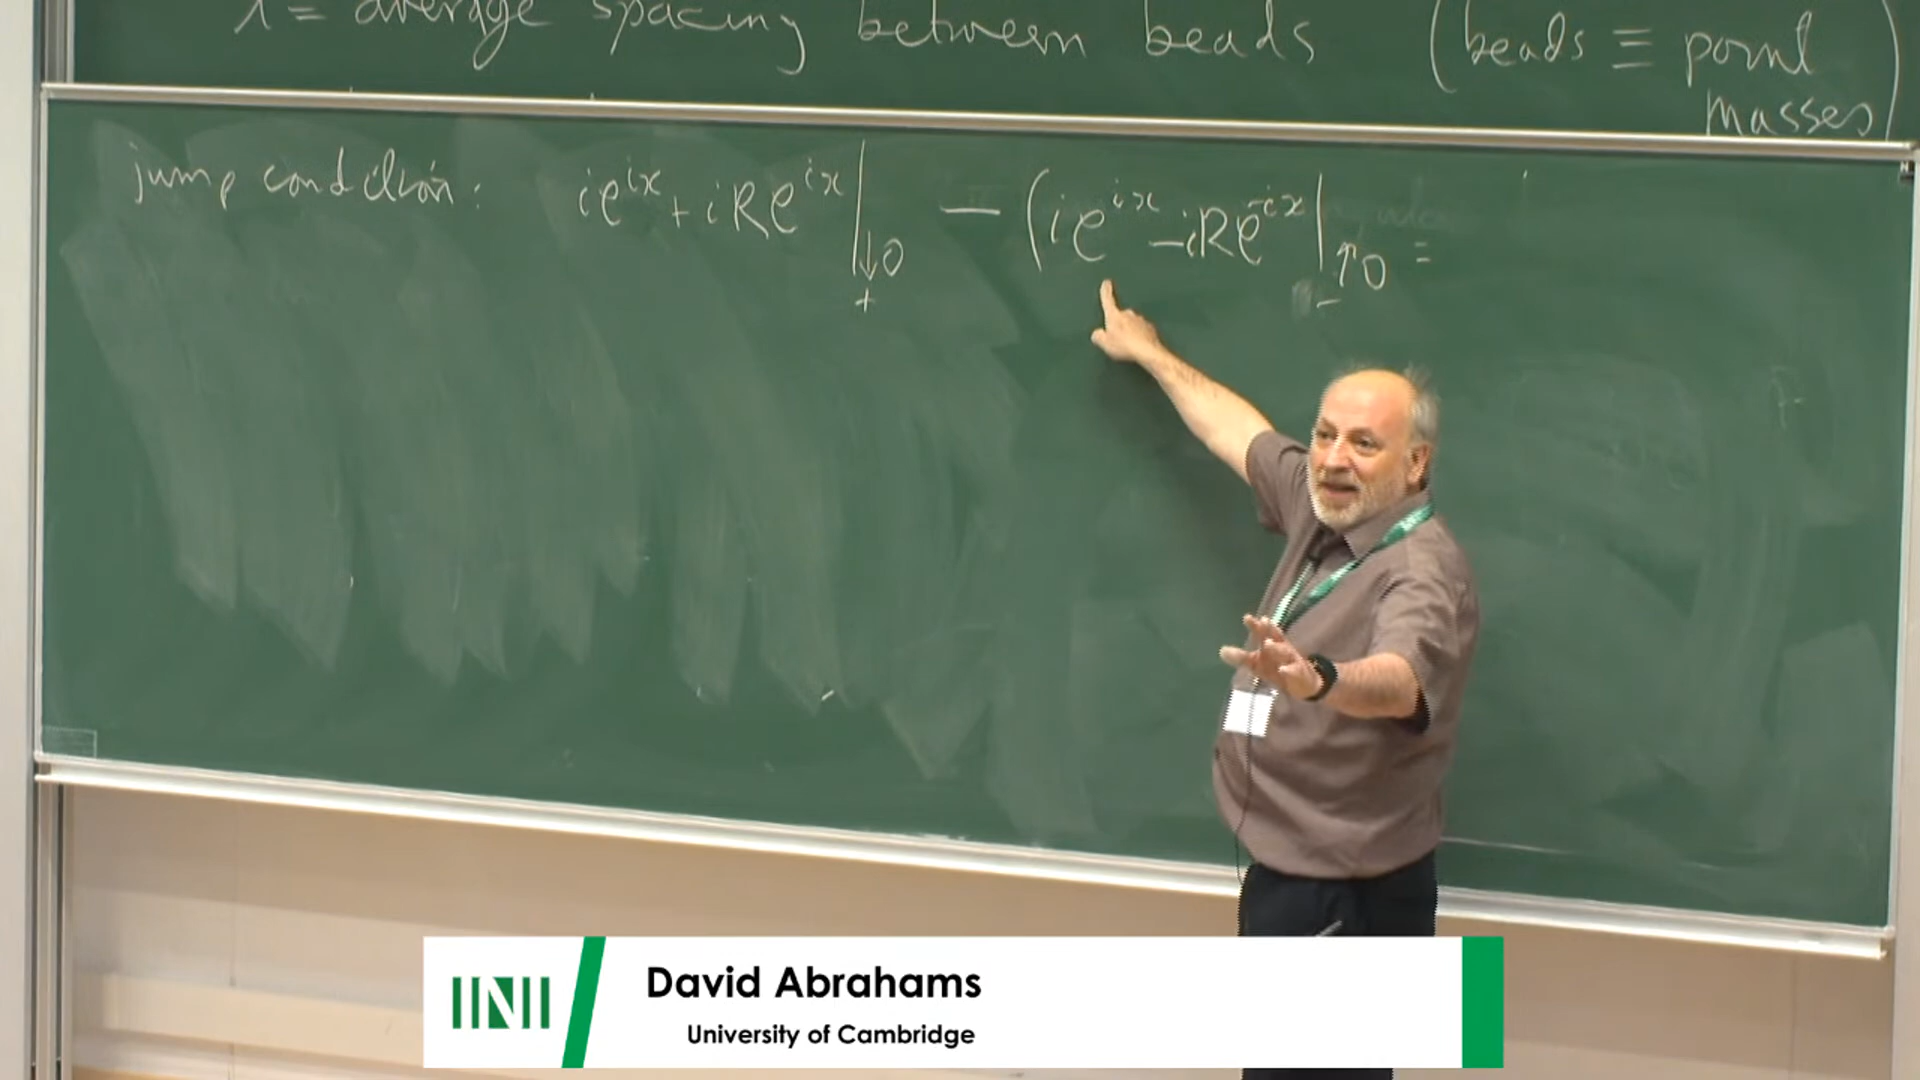 λ = average spacing between beads (beads ≡ point
masses)
jump condition: ie^{ix} + iRe^{ix} |_{↓0} − (ie^{ix} − iRe^{-ix} |_{↑0} =
+ −
INI
David Abrahams
University of Cambridge